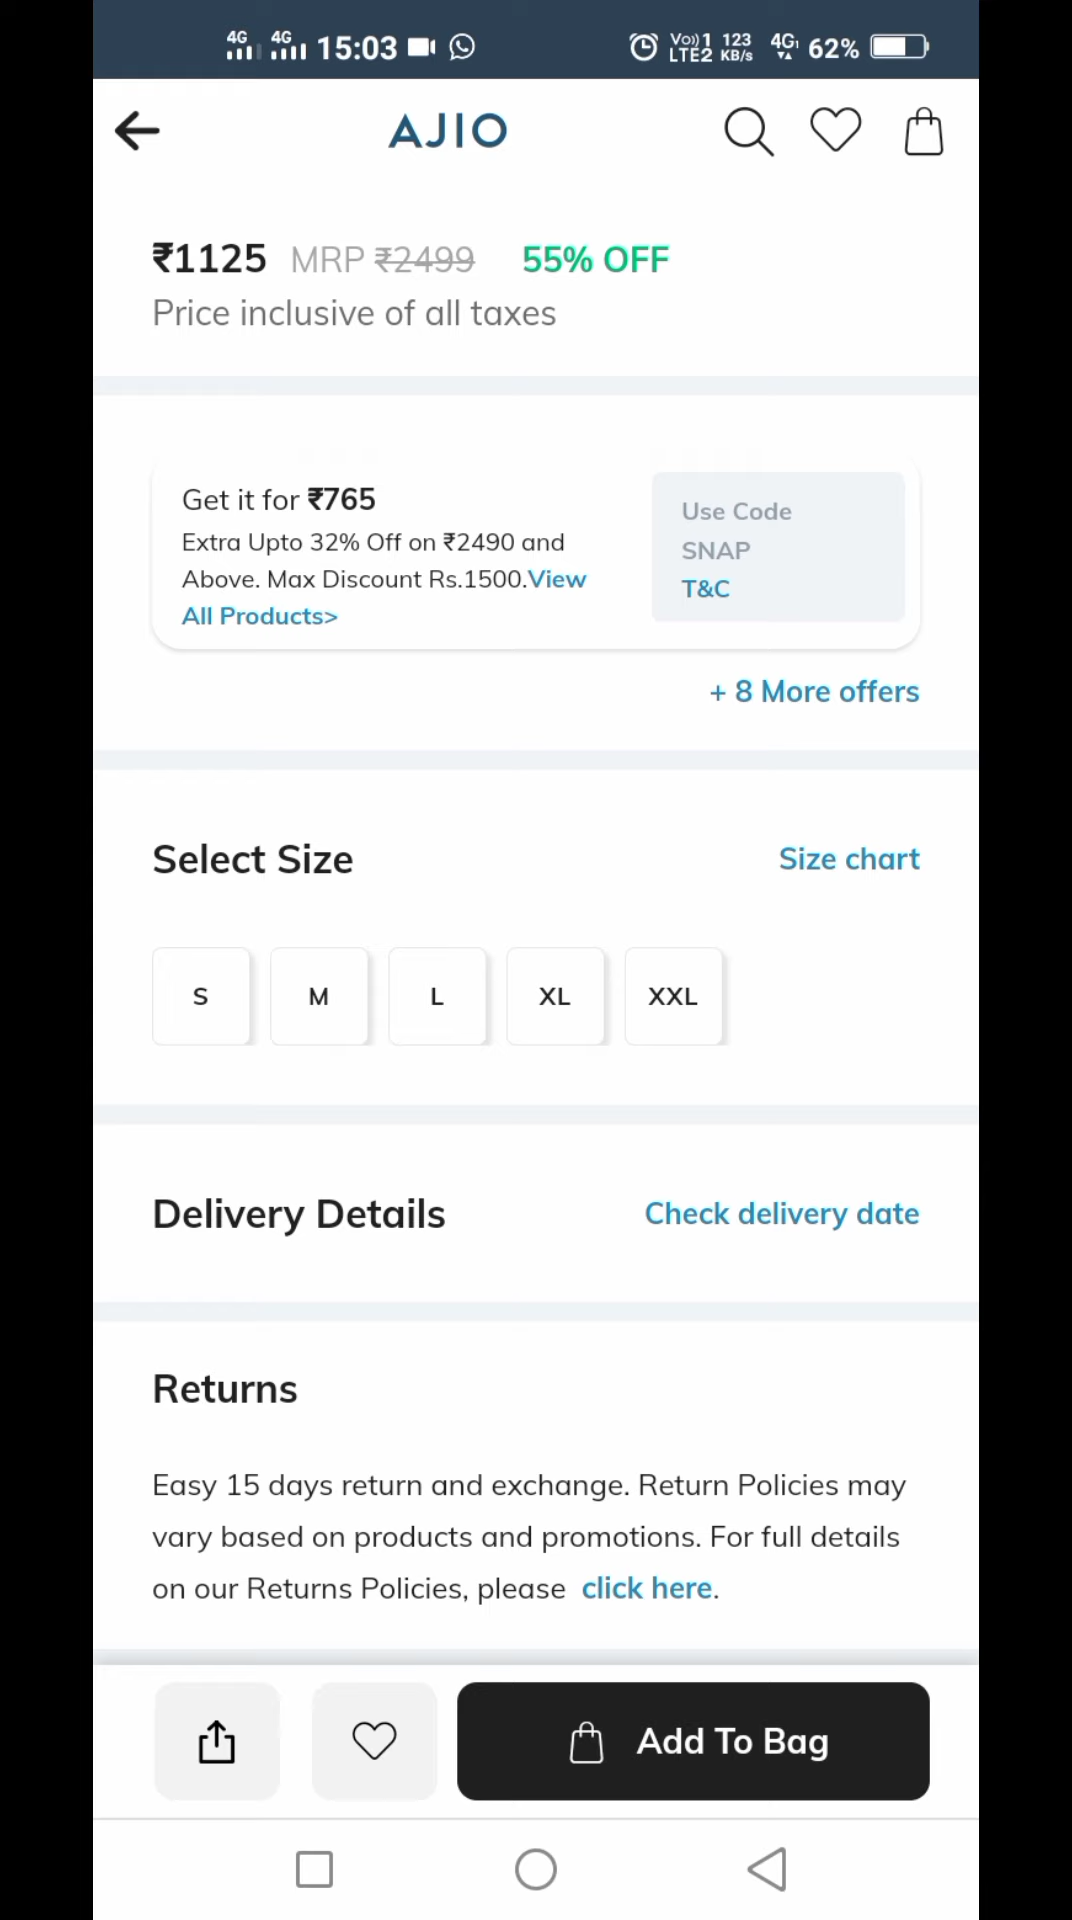 4G 4G 15:03 Vo)) 1 LTE2 123 KB/s 4G 62%
AJIO
₹1125 MRP ₹2499 55% OFF
Price inclusive of all taxes
Get it for ₹765
Extra Upto 32% Off on ₹2490 and
Above. Max Discount Rs.1500.View
All Products>
Use Code
SNAP
T&C
+ 8 More offers
Select Size
Size chart
S M L XL XXL
Delivery Details
Check delivery date
Returns
Easy 15 days return and exchange. Return Policies may
vary based on products and promotions. For full details
on our Returns Policies, please click here.
Add To Bag